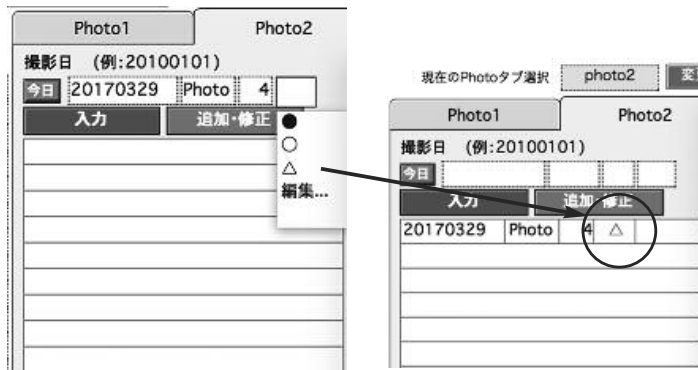 Photo1 Photo2
撮影日 (例:20100101)
今日 20170329 Photo 4
入力 追加・修正
●
○
△
編集...
現在のPhotoタブ選択 photo2
Photo1 Photo2
撮影日 (例:20100101)
今日
入力 追加・修正
20170329 Photo 4 △